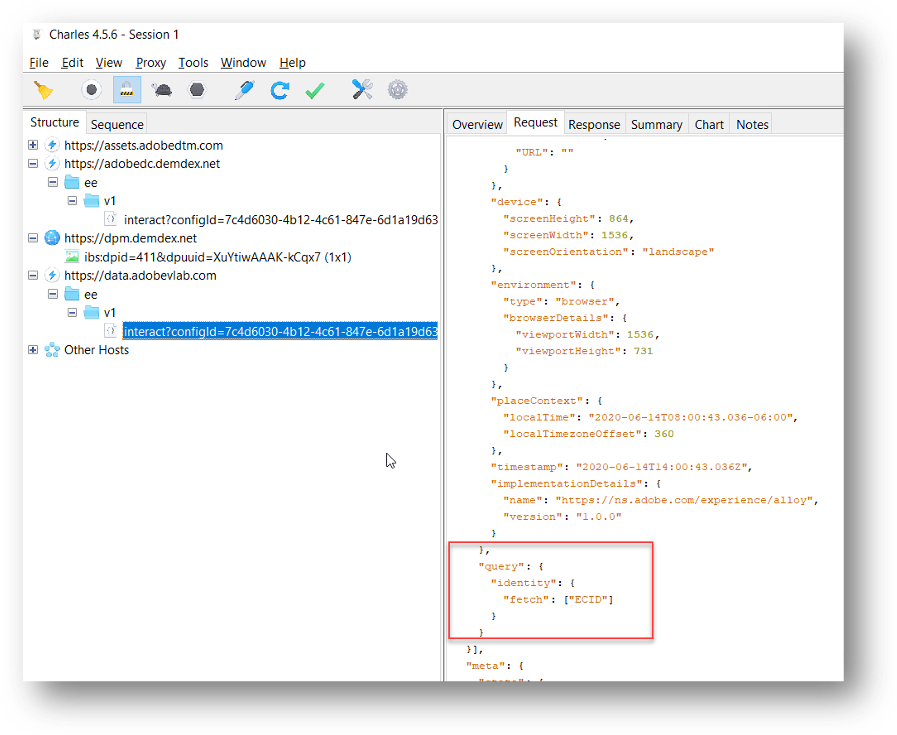 Charles 4.5.6 - Session 1
File Edit View Proxy Tools Window Help
Structure Sequence
https://assets.adobedtm.com
https://adobedc.demdex.net
ee
v1
interact?configId=7c4d6030-4b12-4c61-847e-6d1a19d63
https://dpm.demdex.net
ibs:dpid=411&dpuuid=XuYtiwAAAK-kCqx7 (1x1)
https://data.adobevlab.com
ee
v1
interact?configId=7c4d6030-4b12-4c61-847e-6d1a19d63
Other Hosts
Overview Request Response Summary Chart Notes
"URL": ""
}
},
"device": {
"screenHeight": 864,
"screenWidth": 1536,
"screenOrientation": "landscape"
},
"environment": {
"type": "browser",
"browserDetails": {
"viewportWidth": 1536,
"viewportHeight": 731
}
},
"placeContext": {
"localTime": "2020-06-14T08:00:43.036-06:00",
"localTimezoneOffset": 360
},
"timestamp": "2020-06-14T14:00:43.036Z",
"implementationDetails": {
"name": "https://ns.adobe.com/experience/alloy",
"version": "1.0.0"
}
},
"query": {
"identity": {
"fetch": ["ECID"]
}
}
}],
"meta": {